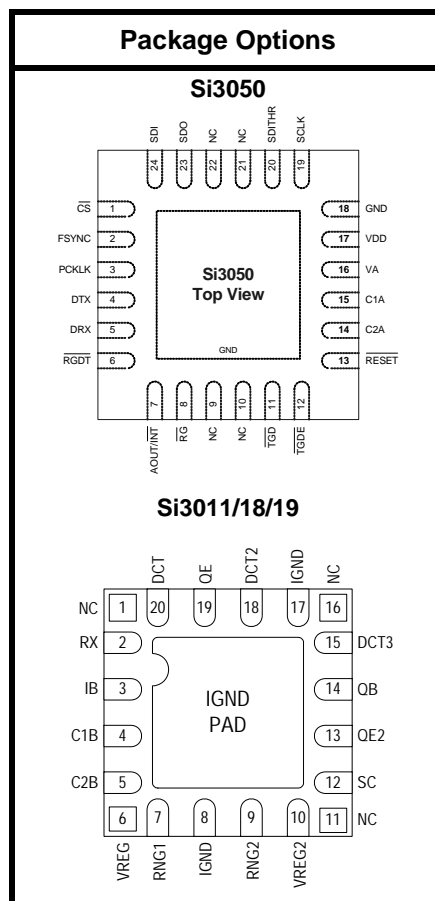 Package Options
Si3050
SDI
SDO
NC
NC
SDITHR
SCLK
24
23
22
21
20
19
CS 1
18 GND
FSYNC 2
17 VDD
PCKLK 3
16 VA
Si3050
Top View
DTX 4
15 C1A
DRX 5
14 C2A
GND
RGDT 6
13 RESET
7
8
9
10
11
12
AOUT/INT
RG
NC
NC
TGD
TGDE
Si3011/18/19
DCT
QE
DCT2
IGND
NC
NC 1
20
19
18
17
16
RX 2
15 DCT3
IB 3
14 QB
IGND
PAD
C1B 4
13 QE2
C2B 5
12 SC
6
7
8
9
10
11 NC
VREG
RNG1
IGND
RNG2
VREG2